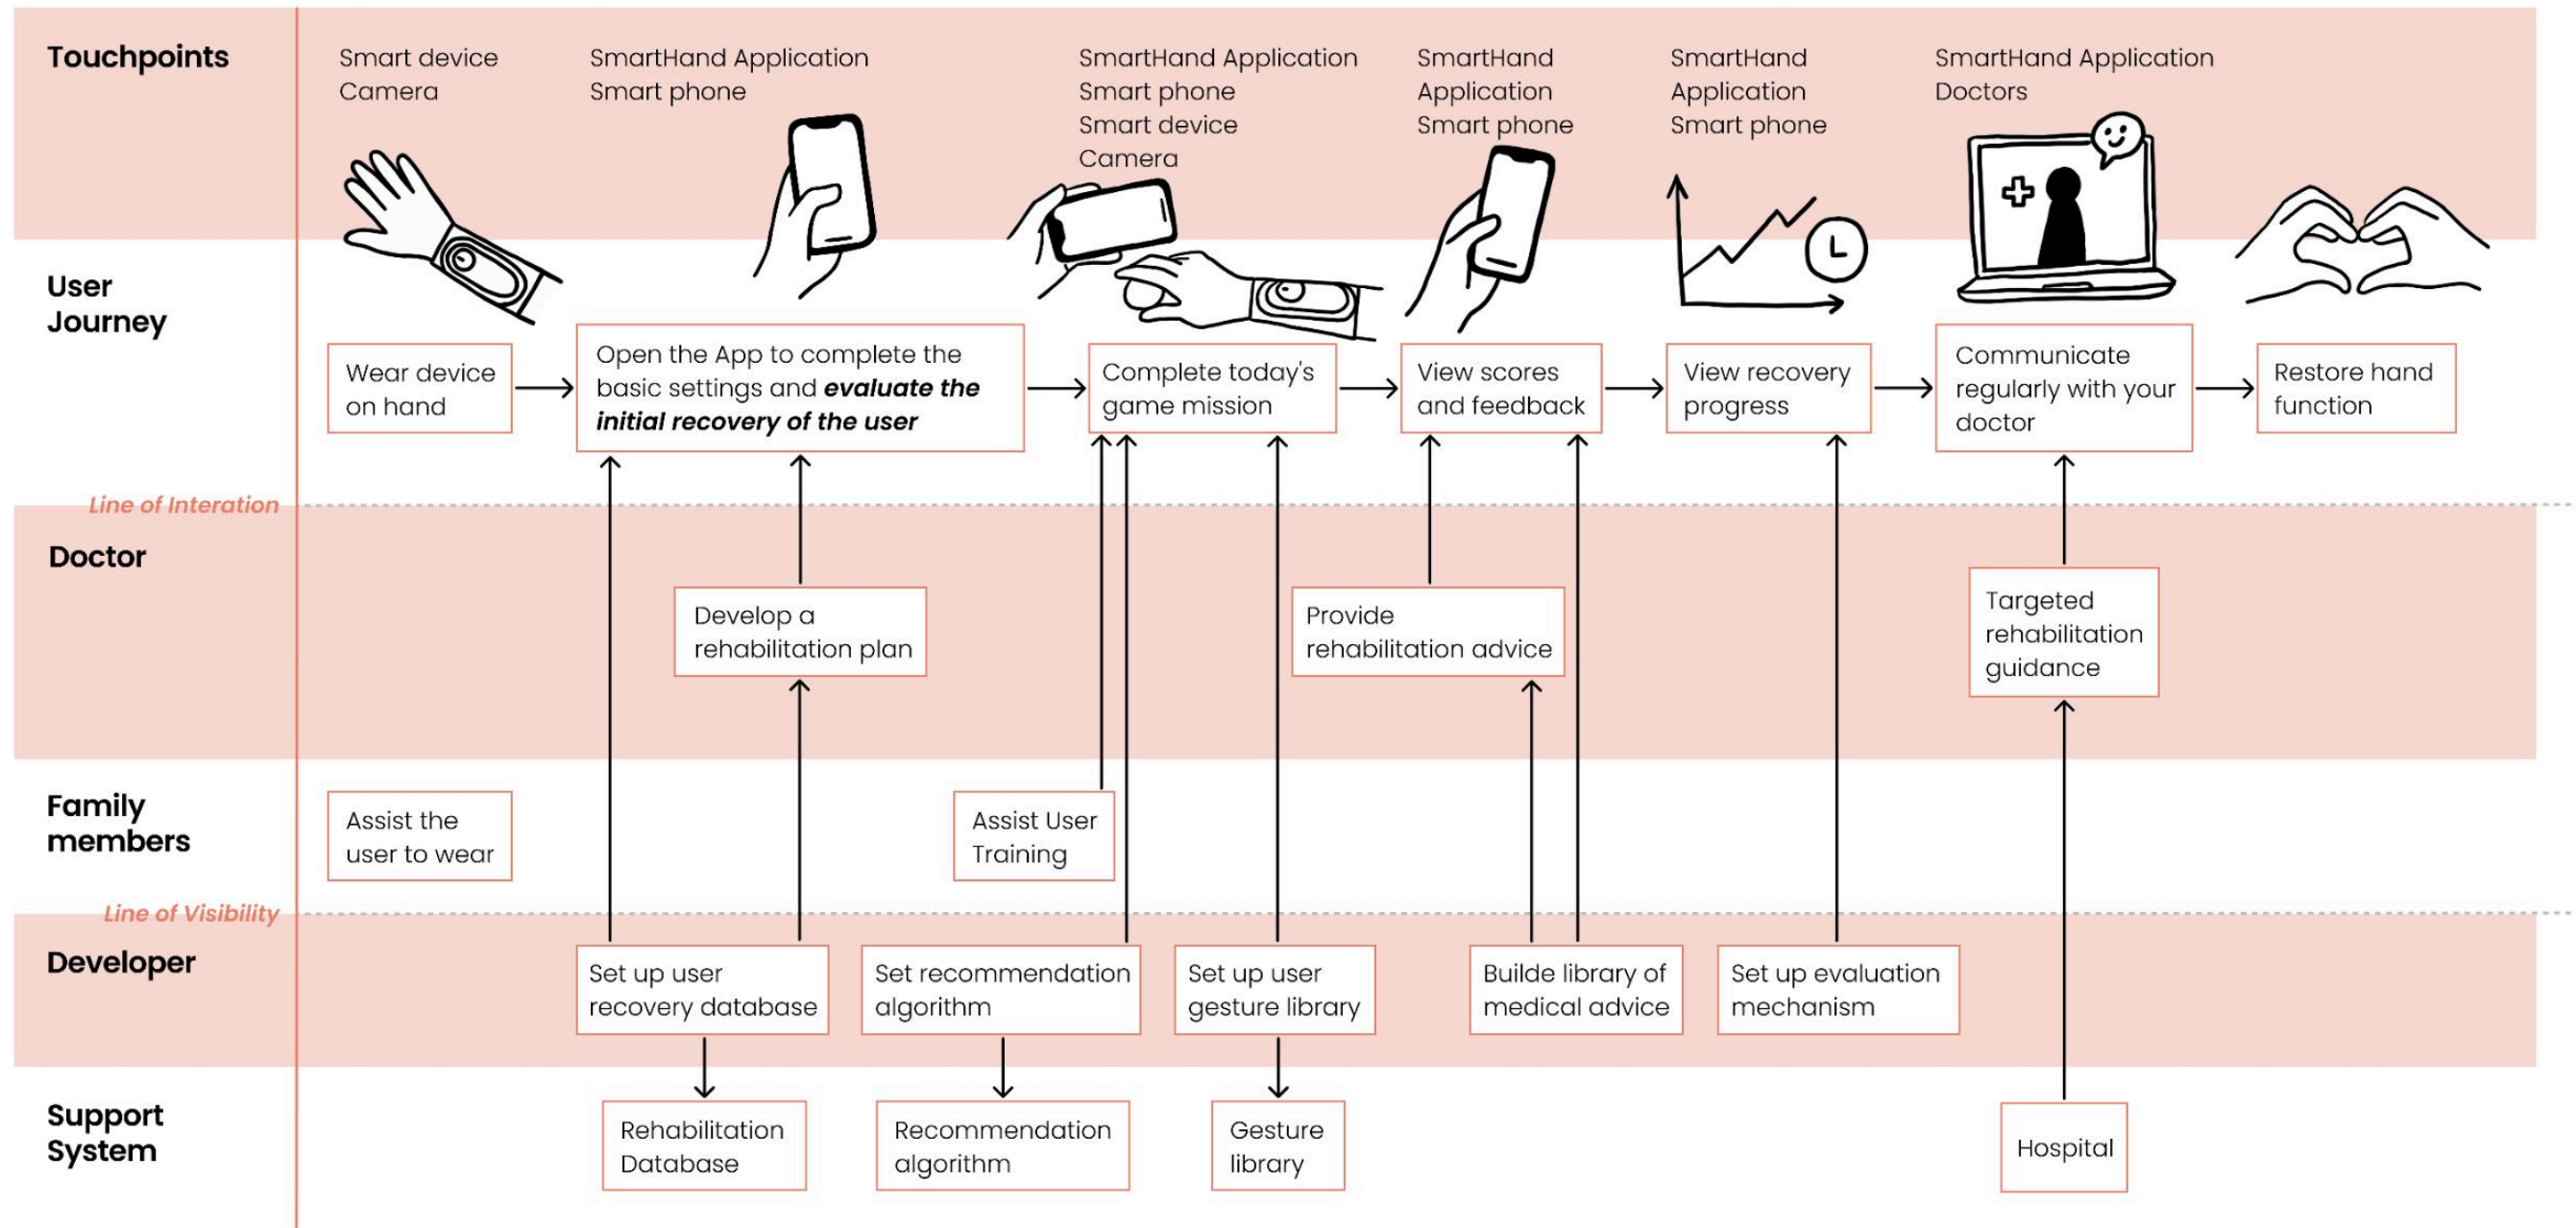 Touchpoints
Smart device
Camera
SmartHand Application
Smart phone
SmartHand Application
Smart phone
Smart device
Camera
SmartHand
Application
Smart phone
SmartHand
Application
Smart phone
SmartHand Application
Doctors
User
Journey
Wear device
on hand
Open the App to complete the
basic settings and evaluate the
initial recovery of the user
Complete today's
game mission
View scores
and feedback
View recovery
progress
Communicate
regularly with your
doctor
Restore hand
function
Line of Interation
Doctor
Develop a
rehabilitation plan
Provide
rehabilitation advice
Targeted
rehabilitation
guidance
Family
members
Assist the
user to wear
Assist User
Training
Line of Visibility
Developer
Set up user
recovery database
Set recommendation
algorithm
Set up user
gesture library
Builde library of
medical advice
Set up evaluation
mechanism
Support
System
Rehabilitation
Database
Recommendation
algorithm
Gesture
library
Hospital